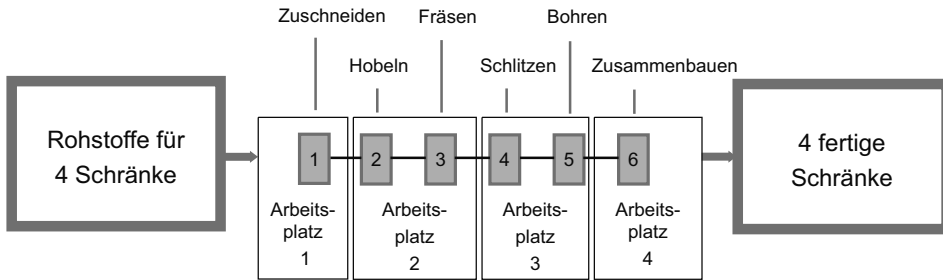 Zuschneiden
Fräsen
Bohren
Hobeln
Schlitzen
Zusammenbauen
Rohstoffe für
4 Schränke
1
2
3
4
5
6
4 fertige
Schränke
Arbeits-
platz
1
Arbeits-
platz
2
Arbeits-
platz
3
Arbeits-
platz
4